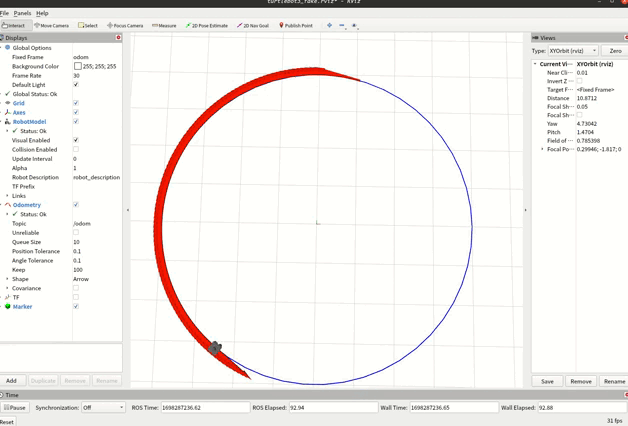 turtlebot3_fake.rviz* - RViz
File Panels Help
Interact Move Camera Select Focus Camera Measure 2D Pose Estimate 2D Nav Goal Publish Point
Displays
Global Options
Fixed Frame odom
Background Color 255; 255; 255
Frame Rate 30
Default Light
Global Status: Ok
Grid
Axes
RobotModel
Status: Ok
Visual Enabled
Collision Enabled
Update Interval 0
Alpha 1
Robot Description robot_description
TF Prefix
Links
Odometry
Status: Ok
Topic /odom
Unreliable
Queue Size 10
Position Tolerance 0.1
Angle Tolerance 0.1
Keep 100
Shape Arrow
Covariance
TF
Marker
Add Duplicate Remove Rename
Views
Type: XYOrbit (rviz) Zero
Current Vi··· XYOrbit (rviz)
Near Cli··· 0.01
Invert Z···
Target F··· <Fixed Frame>
Distance 10.8712
Focal Sh··· 0.05
Focal Sh···
Yaw 4.73042
Pitch 1.4704
Field of ··· 0.785398
Focal Po··· 0.29946; -1.817; 0
Save Remove Rename
Time
Pause Synchronization: Off ROS Time: 1698287236.62 ROS Elapsed: 92.94 Wall Time: 1698287236.65 Wall Elapsed: 92.88
Reset 31 fps